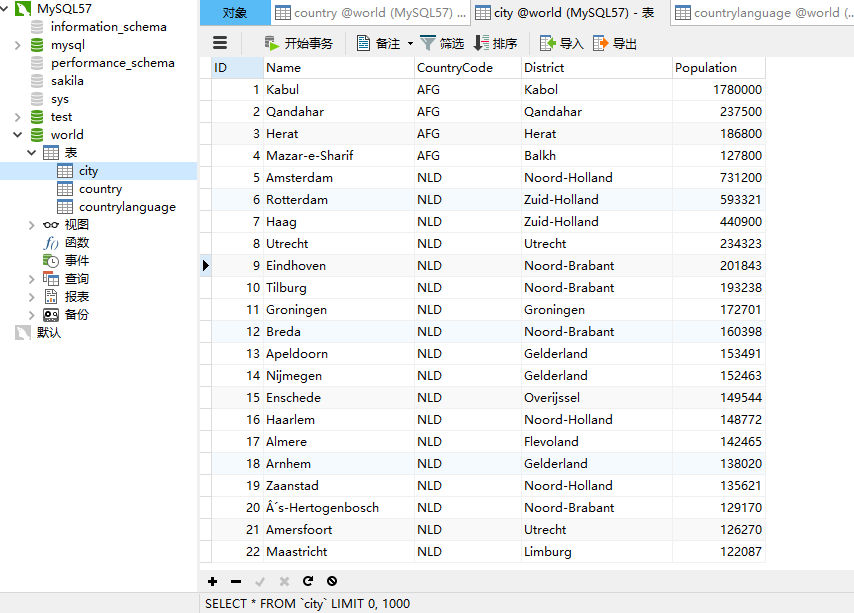 MySQL57
information_schema
mysql
performance_schema
sakila
sys
test
world
表
city
country
countrylanguage
视图
函数
事件
查询
报表
备份
默认
对象 country @world (MySQL57) ... city @world (MySQL57) - 表 countrylanguage @world (...
开始事务 备注 筛选 排序 导入 导出
ID Name CountryCode District Population
1 Kabul AFG Kabol 1780000
2 Qandahar AFG Qandahar 237500
3 Herat AFG Herat 186800
4 Mazar-e-Sharif AFG Balkh 127800
5 Amsterdam NLD Noord-Holland 731200
6 Rotterdam NLD Zuid-Holland 593321
7 Haag NLD Zuid-Holland 440900
8 Utrecht NLD Utrecht 234323
9 Eindhoven NLD Noord-Brabant 201843
10 Tilburg NLD Noord-Brabant 193238
11 Groningen NLD Groningen 172701
12 Breda NLD Noord-Brabant 160398
13 Apeldoorn NLD Gelderland 153491
14 Nijmegen NLD Gelderland 152463
15 Enschede NLD Overijssel 149544
16 Haarlem NLD Noord-Holland 148772
17 Almere NLD Flevoland 142465
18 Arnhem NLD Gelderland 138020
19 Zaanstad NLD Noord-Holland 135621
20 Â´s-Hertogenbosch NLD Noord-Brabant 129170
21 Amersfoort NLD Utrecht 126270
22 Maastricht NLD Limburg 122087
SELECT * FROM `city` LIMIT 0, 1000